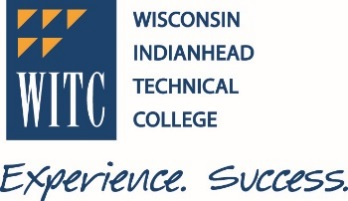 WITC
WISCONSIN
INDIANHEAD
TECHNICAL
COLLEGE
Experience. Success.